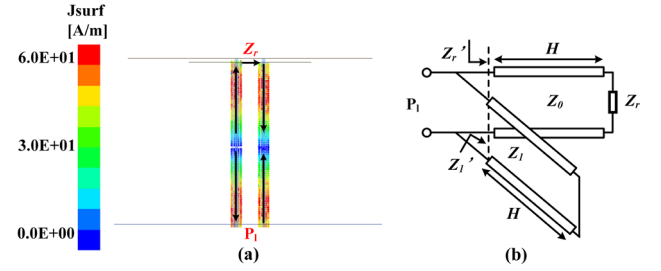 Jsurf
[A/m]
6.0E+01
3.0E+01
0.0E+00
Zr
P1
(a)
Zr’
H
P1
Z0
Zr
Z1
Z1’
H
(b)